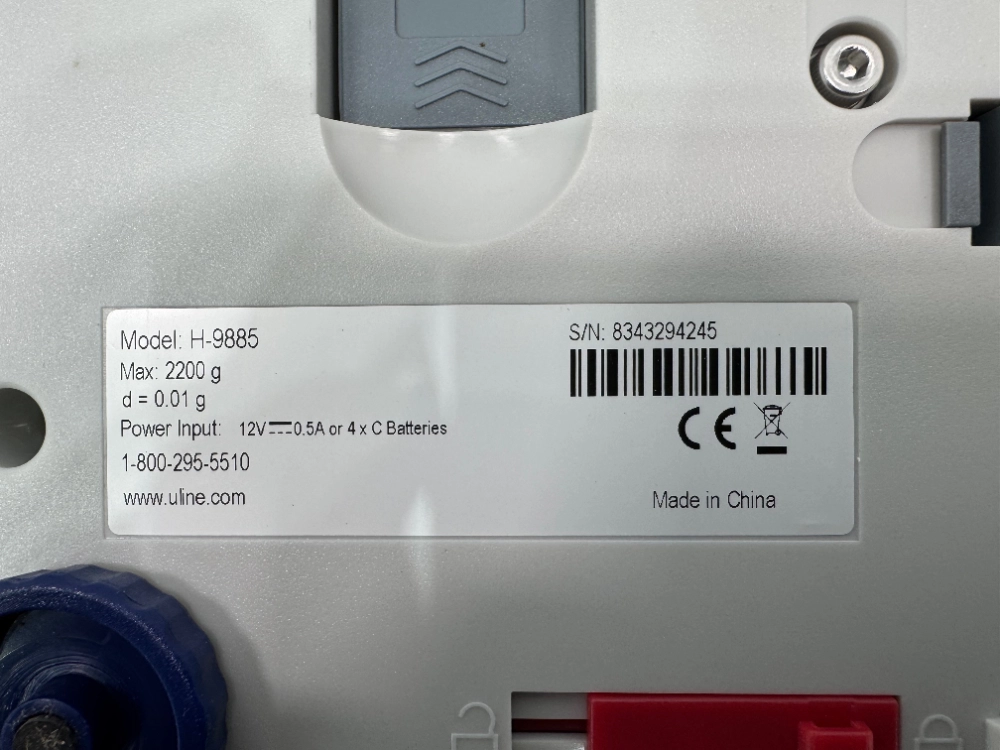 Model: H-9885
Max: 2200 g
d = 0.01 g
Power Input: 12V⎓0.5A or 4 x C Batteries
1-800-295-5510
www.uline.com
S/N: 8343294245
CE
Made in China